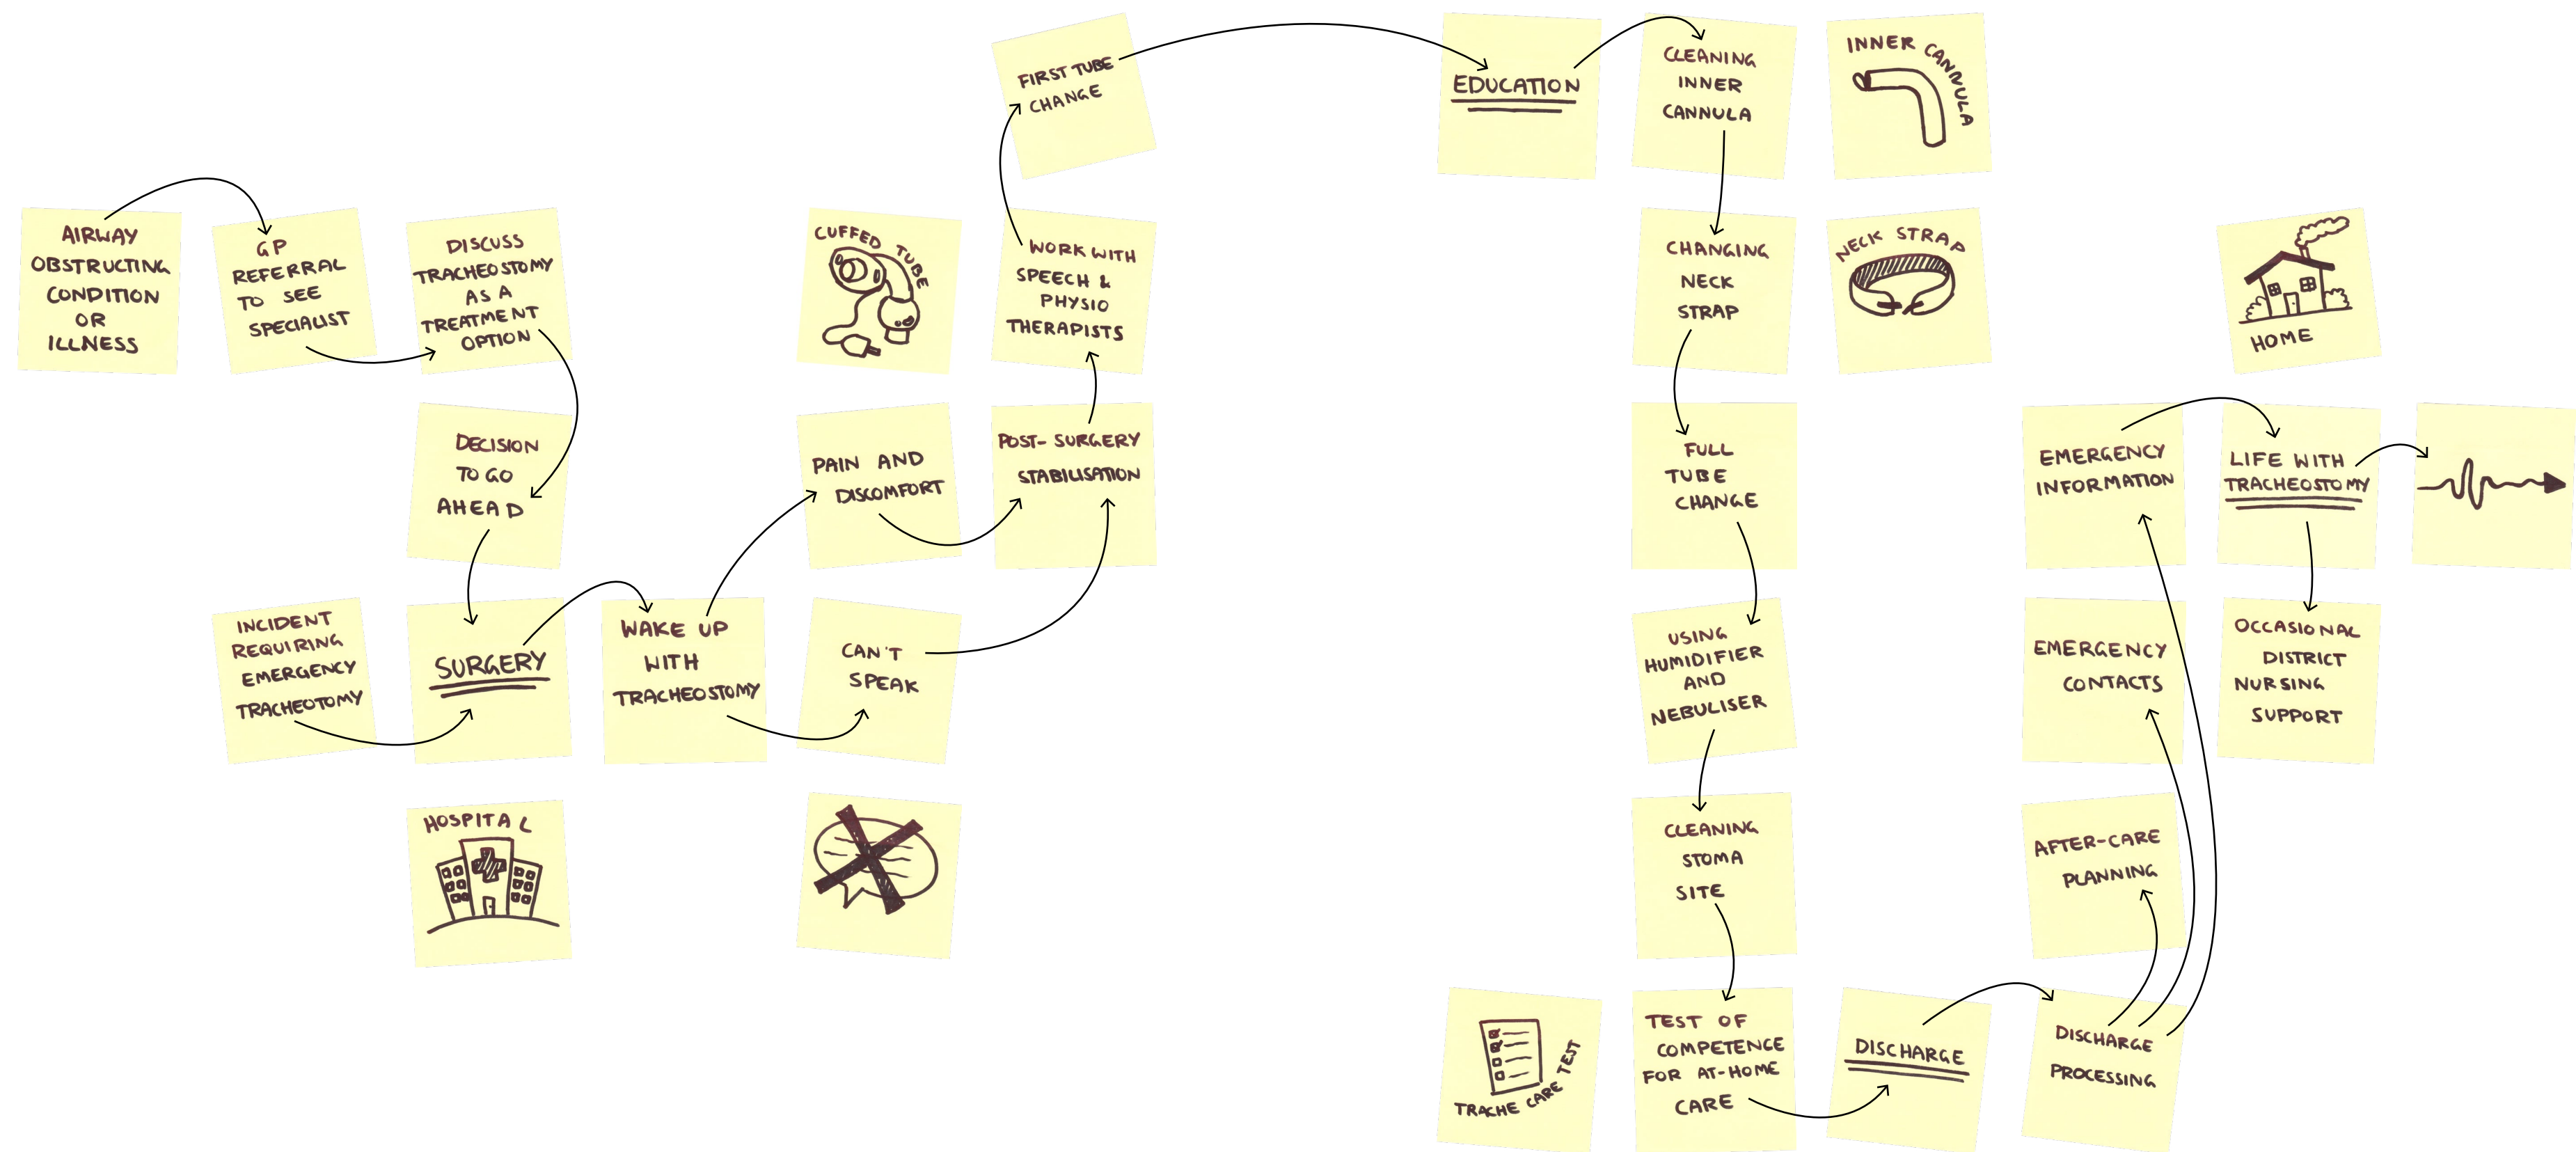 AIRWAY
OBSTRUCTING
CONDITION
OR
ILLNESS
GP
REFERRAL
TO SEE
SPECIALIST
DISCUSS
TRACHEOSTOMY
AS A
TREATMENT
OPTION
DECISION
TO GO
AHEAD
INCIDENT
REQUIRING
EMERGENCY
TRACHEOTOMY
SURGERY
HOSPITAL
WAKE UP
WITH
TRACHEOSTOMY
CUFFED TUBE
PAIN AND
DISCOMFORT
CAN'T
SPEAK
POST-SURGERY
STABILISATION
WORK WITH
SPEECH &
PHYSIO
THERAPISTS
FIRST TUBE
CHANGE
EDUCATION
CLEANING
INNER
CANNULA
INNER CANNULA
CHANGING
NECK
STRAP
NECK STRAP
FULL
TUBE
CHANGE
USING
HUMIDIFIER
AND
NEBULISER
CLEANING
STOMA
SITE
TEST OF
COMPETENCE
FOR AT-HOME
CARE
TRACHE CARE TEST
DISCHARGE
DISCHARGE
PROCESSING
AFTER-CARE
PLANNING
EMERGENCY
CONTACTS
EMERGENCY
INFORMATION
HOME
LIFE WITH
TRACHEOSTOMY
OCCASIONAL
DISTRICT
NURSING
SUPPORT